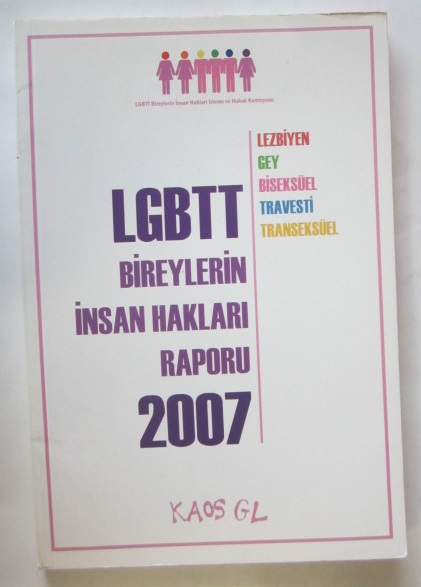 LGBTT Bireylerin İnsan Hakları İzleme ve Hukuk Komisyonu
LEZBİYEN
GEY
BİSEKSÜEL
TRAVESTİ
TRANSEKSÜEL
LGBTT
BİREYLERİN
İNSAN HAKLARI
RAPORU
2007
KAOS GL